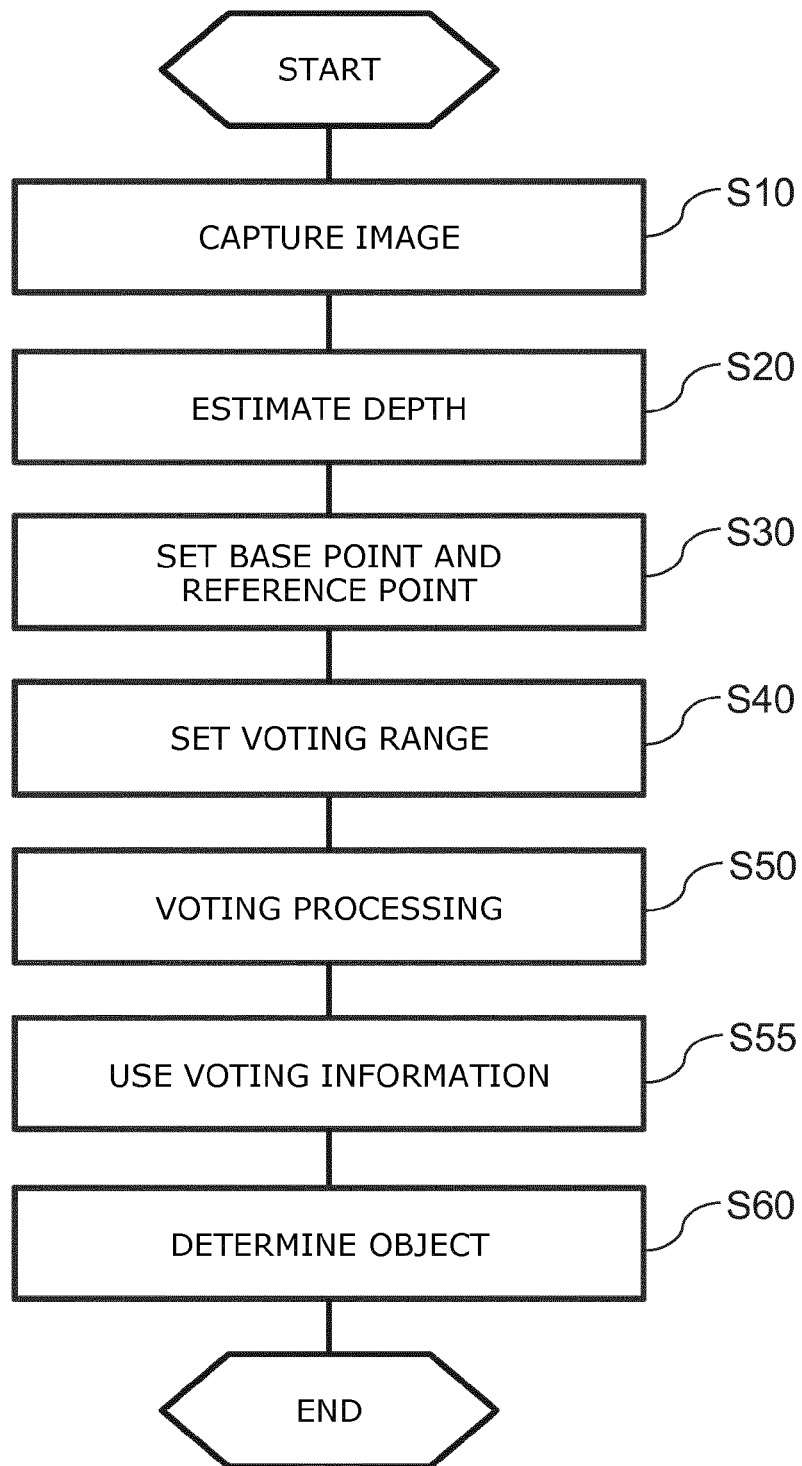 START
CAPTURE IMAGE
S10
ESTIMATE DEPTH
S20
SET BASE POINT AND
REFERENCE POINT
S30
SET VOTING RANGE
S40
VOTING PROCESSING
S50
USE VOTING INFORMATION
S55
DETERMINE OBJECT
S60
END